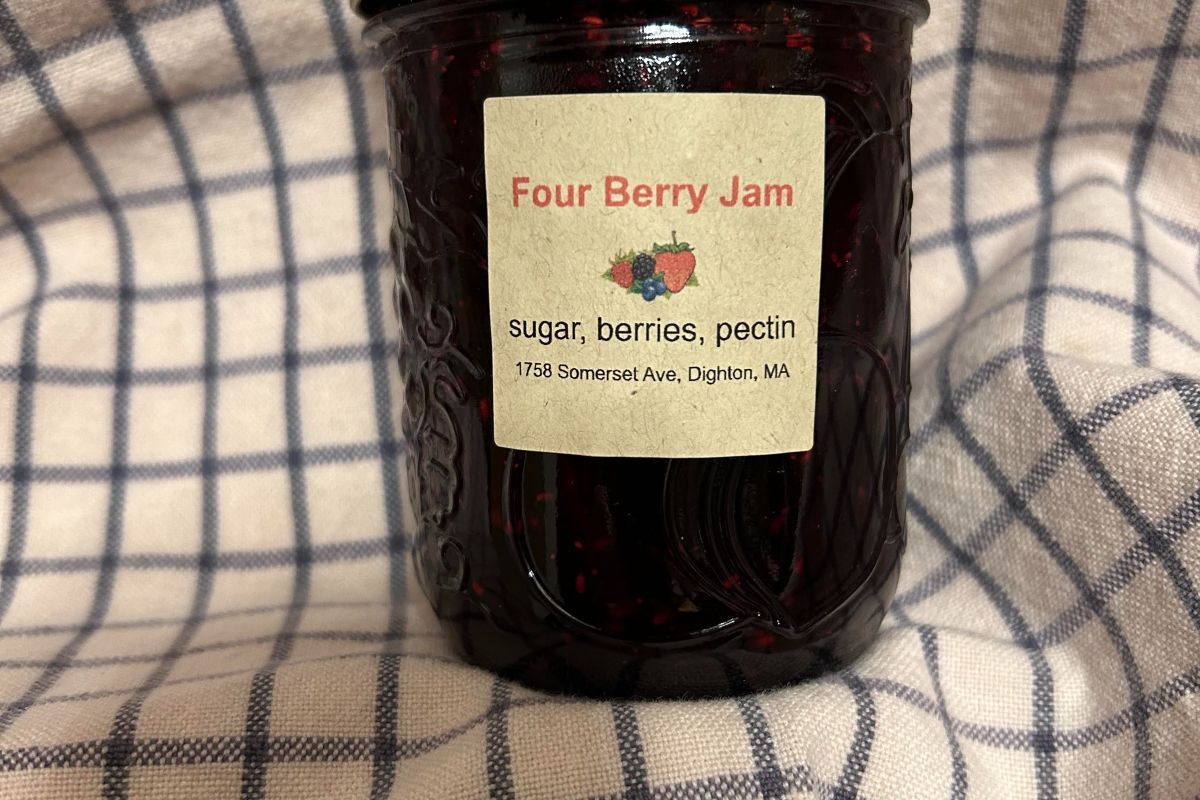 Four Berry Jam
sugar, berries, pectin
1758 Somerset Ave, Dighton, MA